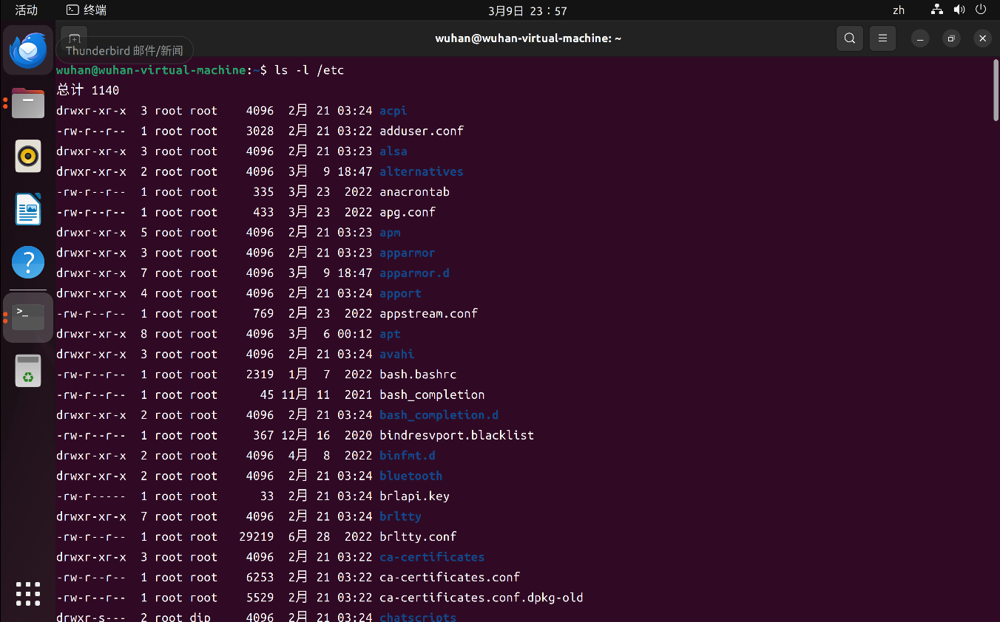 活动 终端 3月9日 23：57 zh
wuhan@wuhan-virtual-machine: ~
Thunderbird 邮件/新闻
wuhan@wuhan-virtual-machine:~$ ls -l /etc
总计 1140
drwxr-xr-x  3 root root    4096  2月 21 03:24 acpi
-rw-r--r--  1 root root    3028  2月 21 03:22 adduser.conf
drwxr-xr-x  3 root root    4096  2月 21 03:23 alsa
drwxr-xr-x  2 root root    4096  3月  9 18:47 alternatives
-rw-r--r--  1 root root     335  3月 23  2022 anacrontab
-rw-r--r--  1 root root     433  3月 23  2022 apg.conf
drwxr-xr-x  5 root root    4096  2月 21 03:23 apm
drwxr-xr-x  3 root root    4096  2月 21 03:23 apparmor
drwxr-xr-x  7 root root    4096  3月  9 18:47 apparmor.d
drwxr-xr-x  4 root root    4096  2月 21 03:24 apport
-rw-r--r--  1 root root     769  2月 23  2022 appstream.conf
drwxr-xr-x  8 root root    4096  3月  6 00:12 apt
drwxr-xr-x  3 root root    4096  2月 21 03:24 avahi
-rw-r--r--  1 root root    2319  1月  7  2022 bash.bashrc
-rw-r--r--  1 root root      45 11月 11  2021 bash_completion
drwxr-xr-x  2 root root    4096  2月 21 03:24 bash_completion.d
-rw-r--r--  1 root root     367 12月 16  2020 bindresvport.blacklist
drwxr-xr-x  2 root root    4096  4月  8  2022 binfmt.d
drwxr-xr-x  2 root root    4096  2月 21 03:24 bluetooth
-rw-r-----  1 root root      33  2月 21 03:24 brlapi.key
drwxr-xr-x  7 root root    4096  2月 21 03:24 brltty
-rw-r--r--  1 root root   29219  6月 28  2022 brltty.conf
drwxr-xr-x  3 root root    4096  2月 21 03:22 ca-certificates
-rw-r--r--  1 root root    6253  2月 21 03:22 ca-certificates.conf
-rw-r--r--  1 root root    5529  2月 21 03:22 ca-certificates.conf.dpkg-old
drwxr-s---  2 root dip     4096  2月 21 03:24 chatscripts